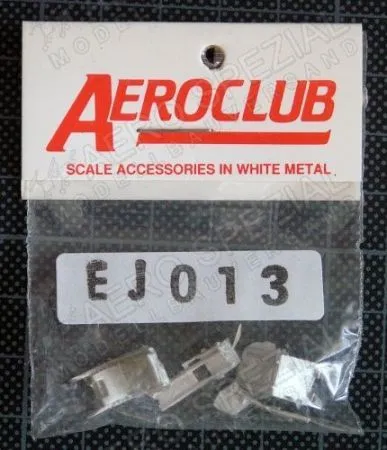 AEROCLUB
SCALE ACCESSORIES IN WHITE METAL
EJ013